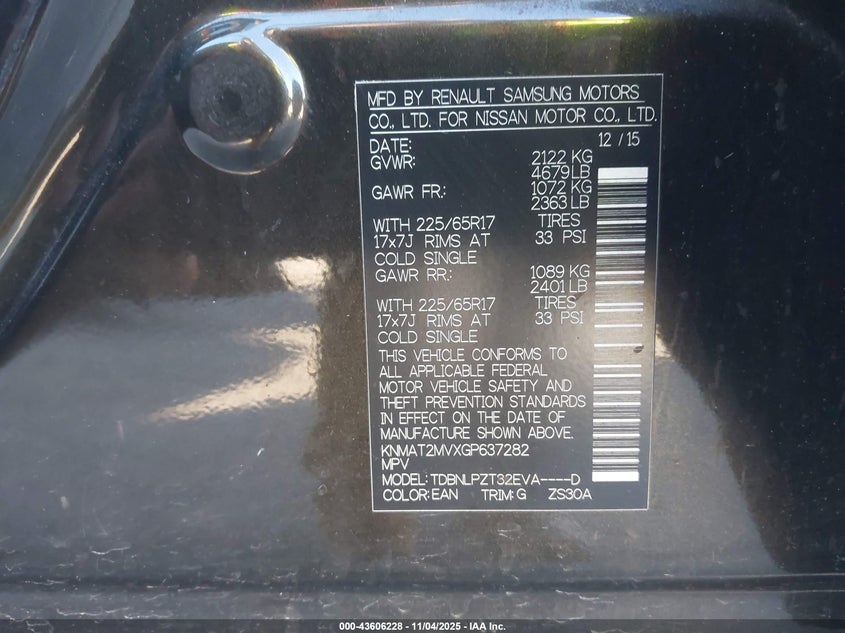 MFD BY RENAULT SAMSUNG MOTORS
CO., LTD. FOR NISSAN MOTOR CO., LTD.
DATE: 12 / 15
GVWR: 2122 KG
4679 LB
GAWR FR.: 1072 KG
2363 LB
WITH 225/65R17 TIRES
17x7J RIMS AT 33 PSI
COLD SINGLE
GAWR RR.: 1089 KG
2401 LB
WITH 225/65R17 TIRES
17x7J RIMS AT 33 PSI
COLD SINGLE
THIS VEHICLE CONFORMS TO
ALL APPLICABLE FEDERAL
MOTOR VEHICLE SAFETY AND
THEFT PREVENTION STANDARDS
IN EFFECT ON THE DATE OF
MANUFACTURE SHOWN ABOVE.
KNMAT2MVXGP637282
MPV
MODEL: TDBNLPZT32EVA----D
COLOR: EAN TRIM: G ZS30A
000-43606228 - 11/04/2025 - IAA Inc.